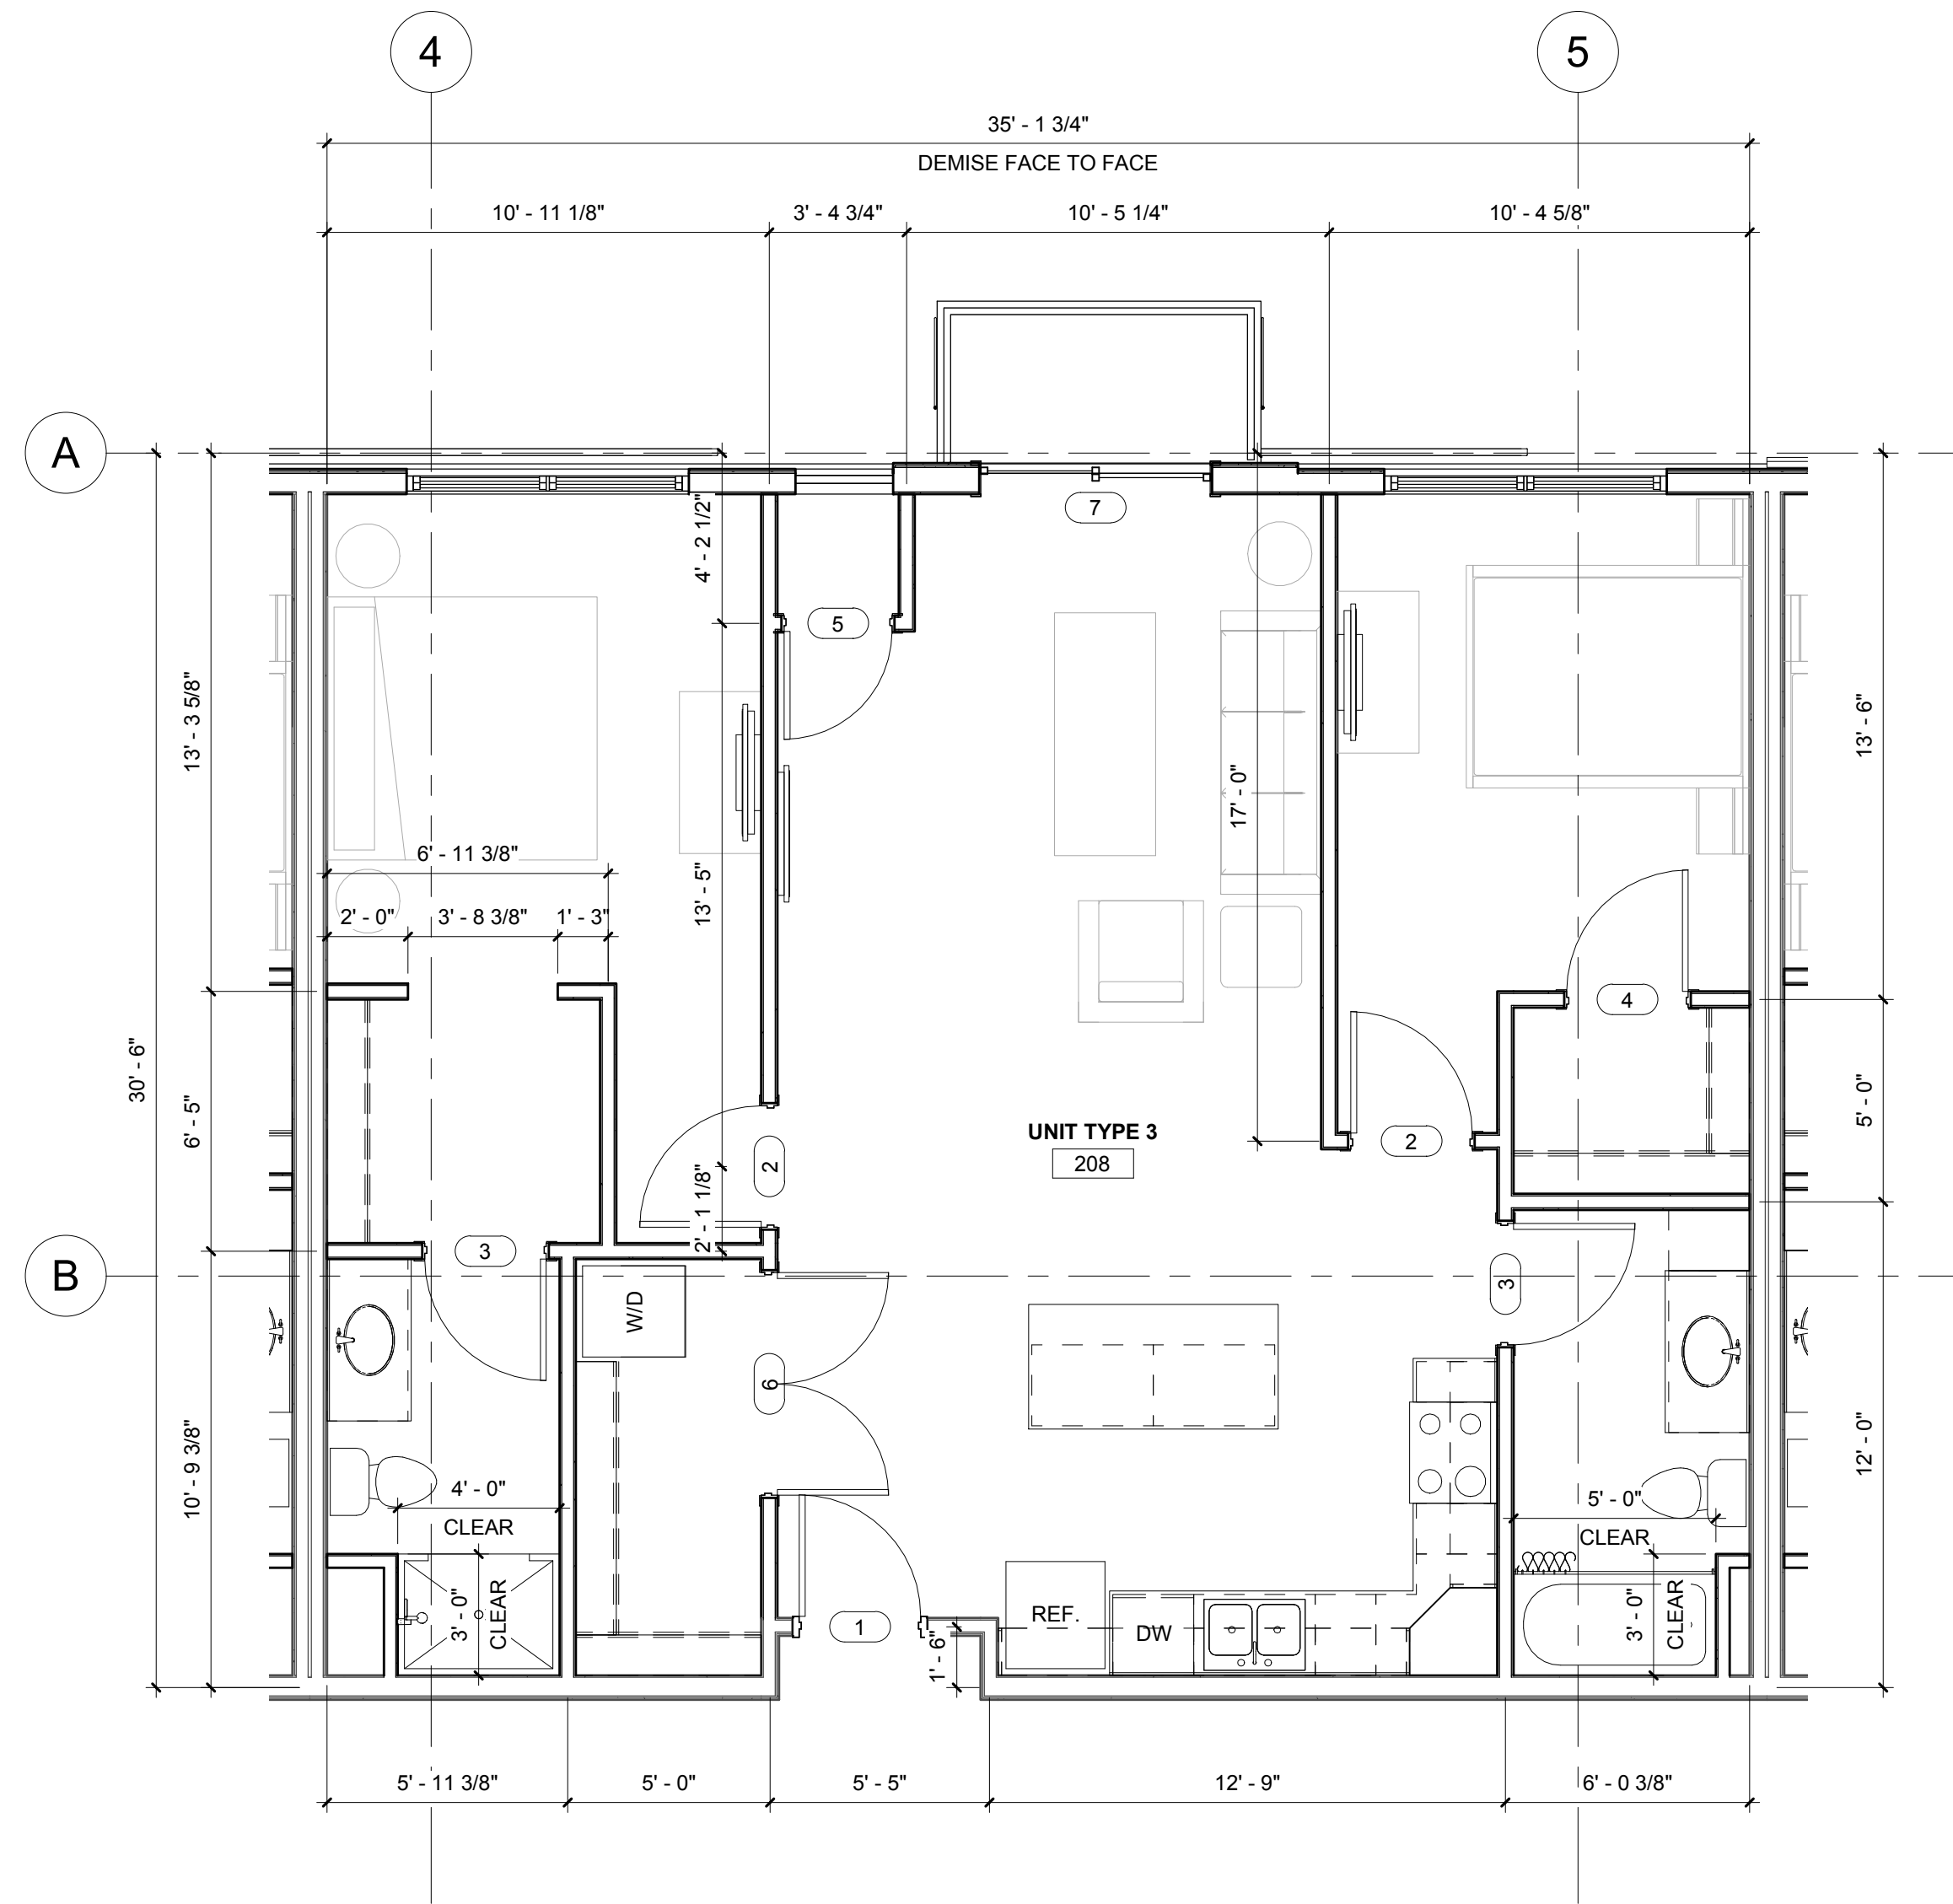 4
5
35' - 1 3/4"
DEMISE FACE TO FACE
10' - 11 1/8"
3' - 4 3/4"
10' - 5 1/4"
10' - 4 5/8"
A
7
4' - 2 1/2"
5
13' - 3 5/8"
13' - 6"
17' - 0"
6' - 11 3/8"
13' - 5"
2' - 0"
3' - 8 3/8"
1' - 3"
4
30' - 6"
6' - 5"
5' - 0"
UNIT TYPE 3
208
2
2
2' - 1 1/8"
3
B
3
W/D
6
10' - 9 3/8"
12' - 0"
4' - 0"
CLEAR
5' - 0"
CLEAR
3' - 0"
CLEAR
REF.
DW
1
1' - 6"
3' - 0"
CLEAR
5' - 11 3/8"
5' - 0"
5' - 5"
12' - 9"
6' - 0 3/8"